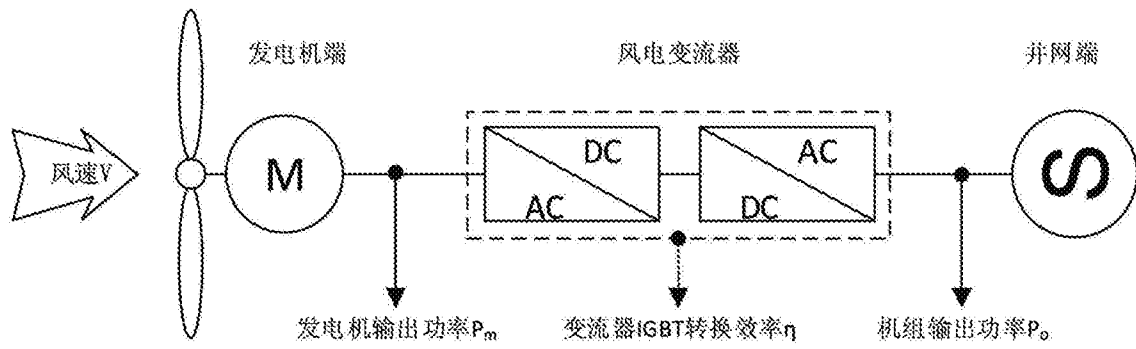 发电机端
风电变流器
并网端
风速V
M
DC
AC
AC
DC
S
发电机输出功率Pₘ
变流器IGBT转换效率η
机组输出功率Pₒ